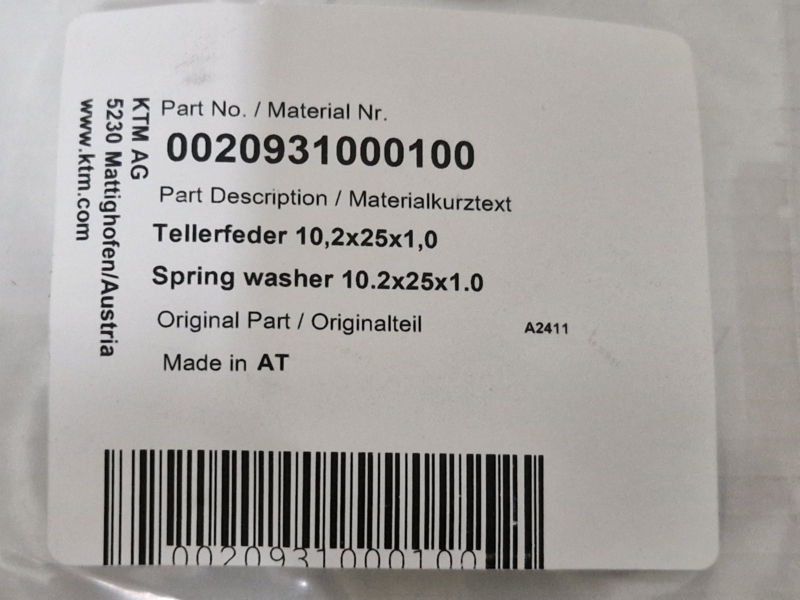 KTM AG
5230 Mattighofen/Austria
www.ktm.com
Part No. / Material Nr.
0020931000100
Part Description / Materialkurztext
Tellerfeder 10,2x25x1,0
Spring washer 10.2x25x1.0
Original Part / Originalteil A2411
Made in AT
0020931000100